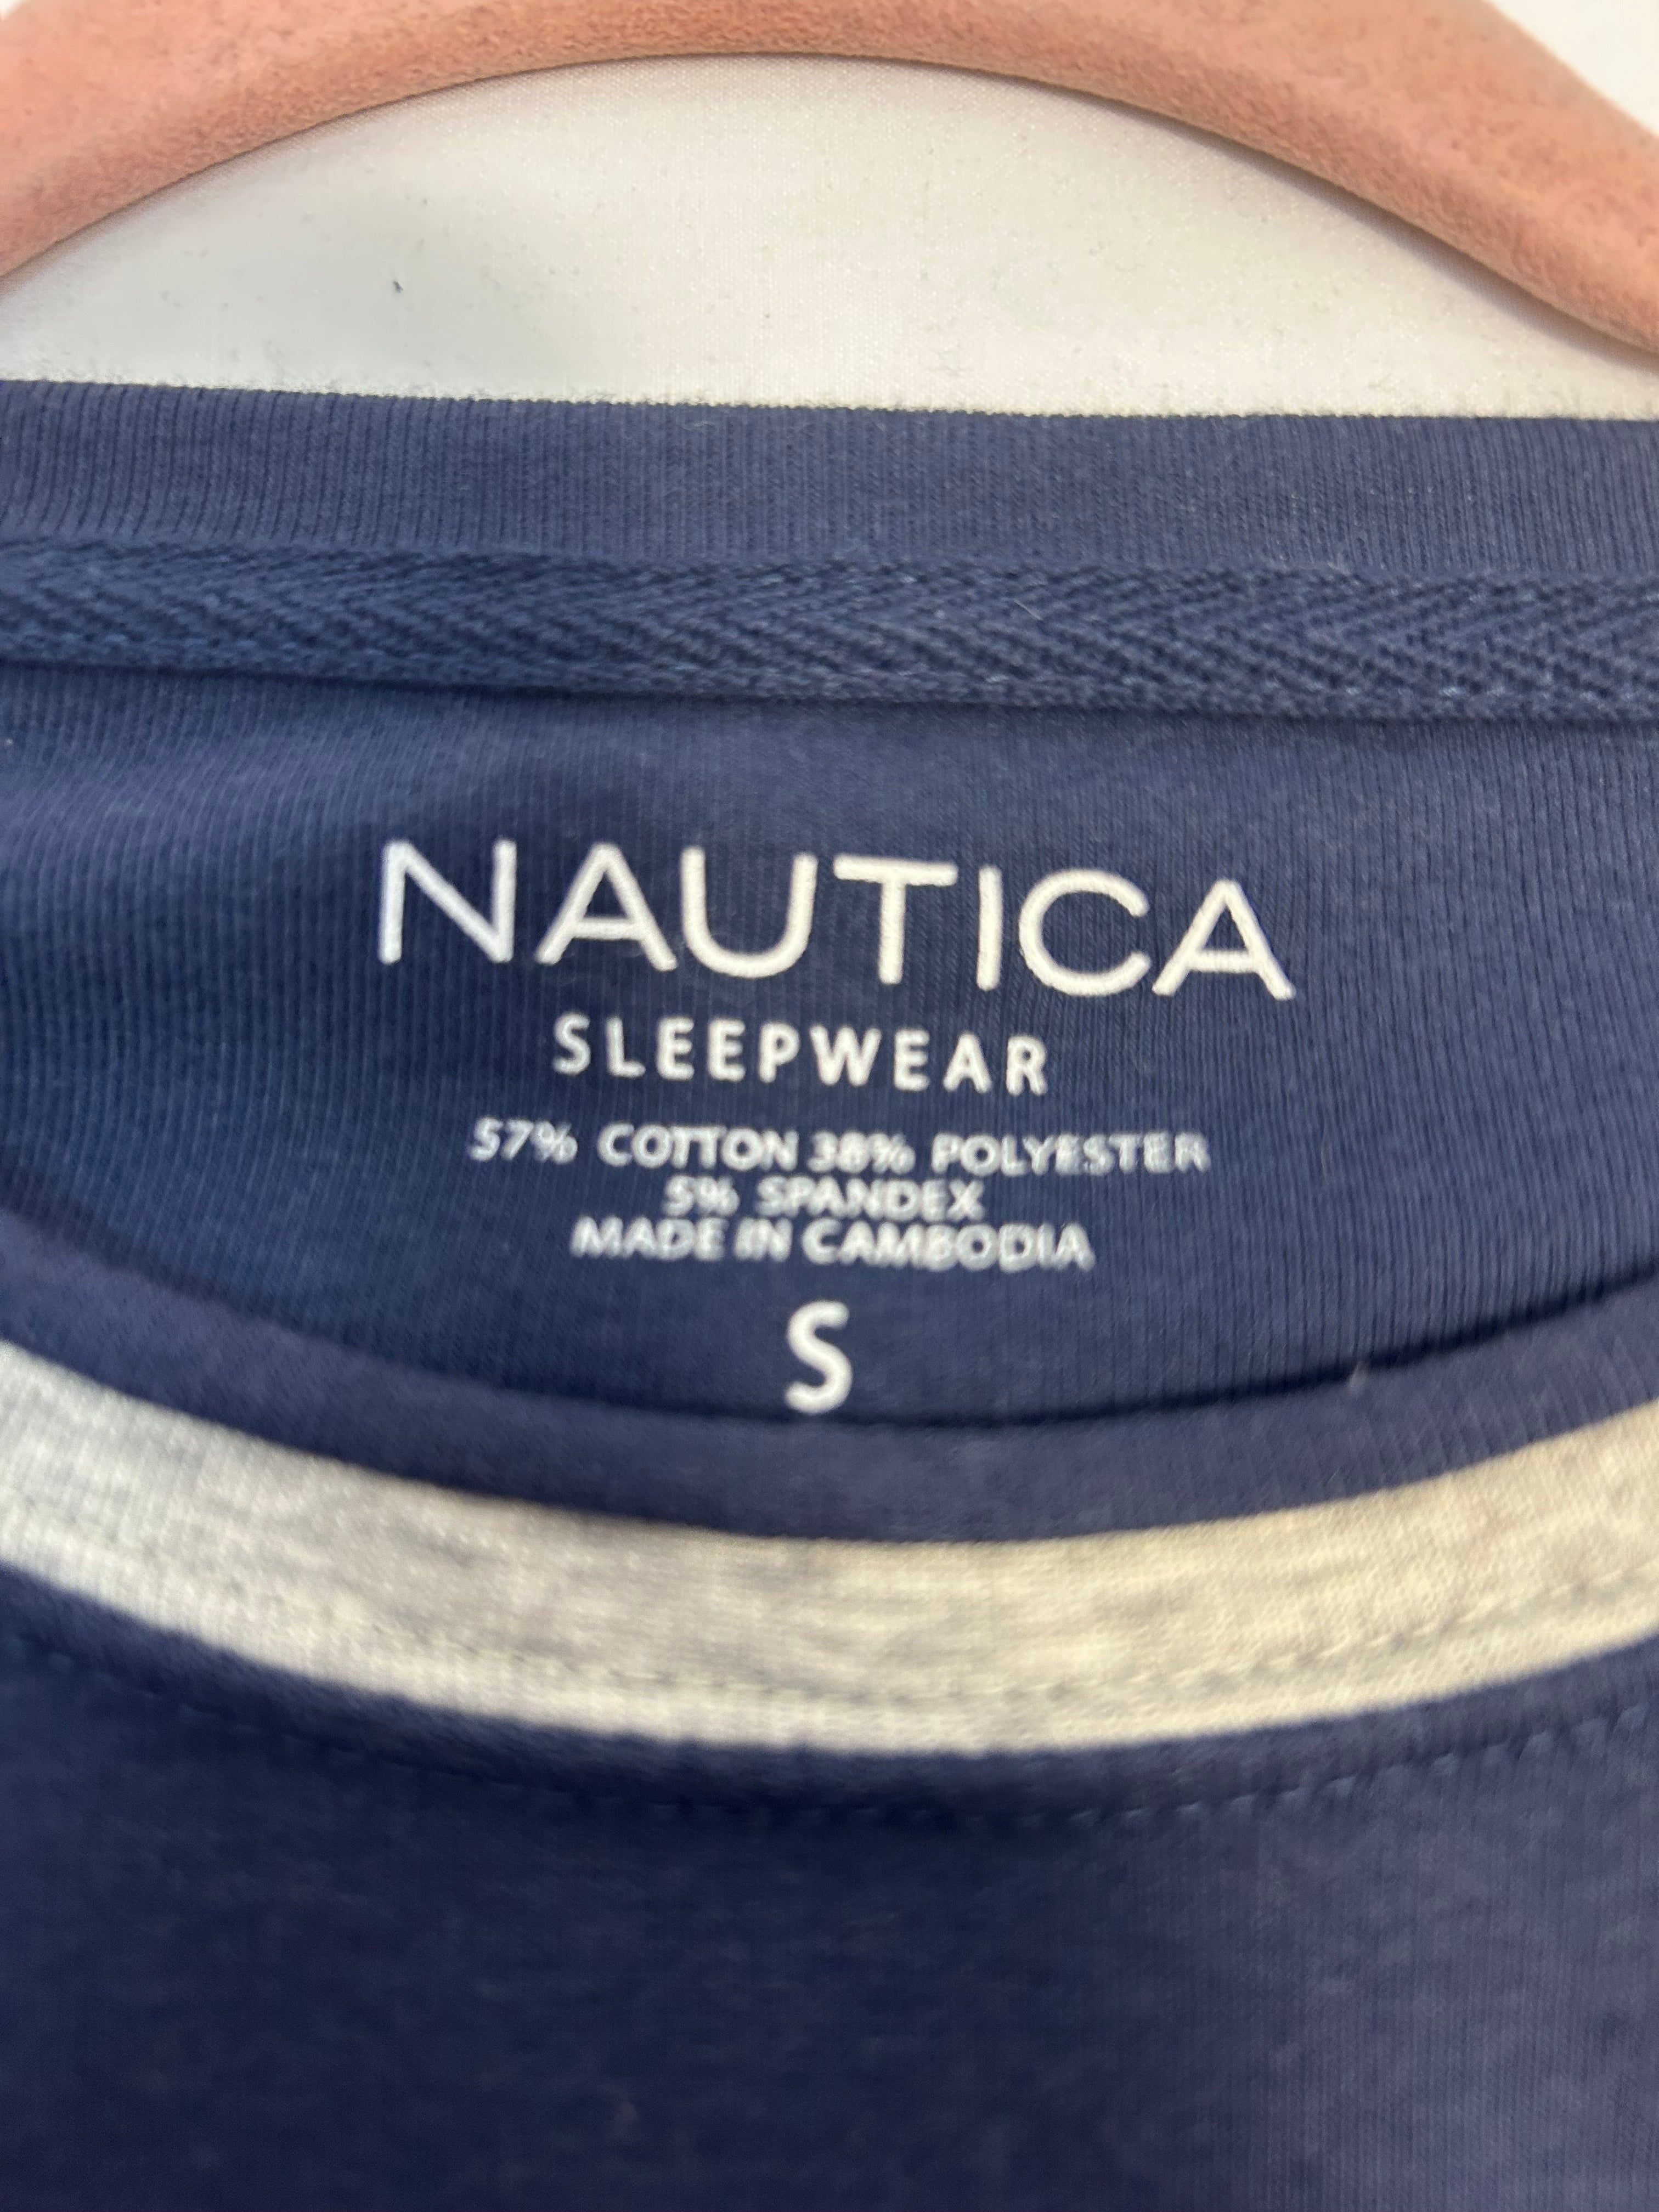 NAUTICA
SLEEPWEAR
57% COTTON 38% POLYESTER
5% SPANDEX
MADE IN CAMBODIA
S